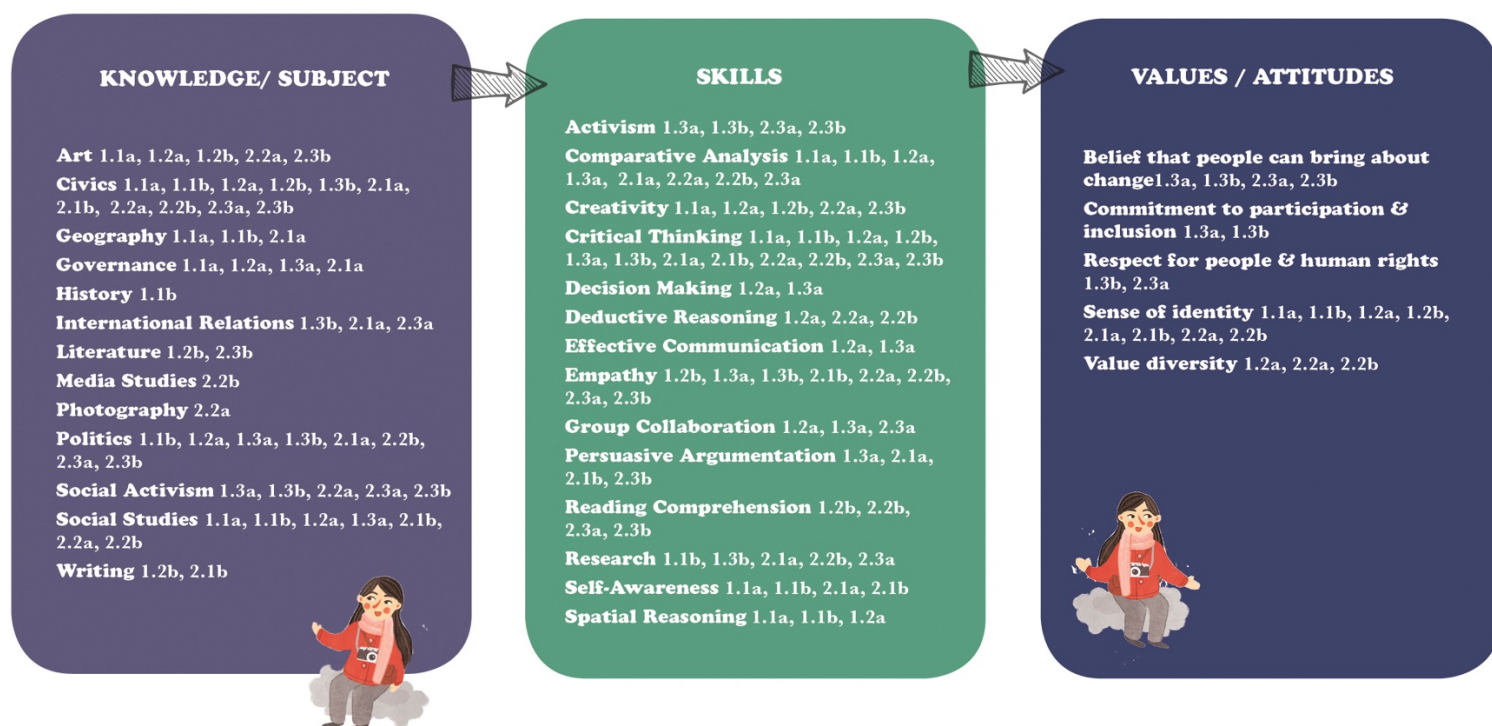 KNOWLEDGE/ SUBJECT
Art 1.1a, 1.2a, 1.2b, 2.2a, 2.3b
Civics 1.1a, 1.1b, 1.2a, 1.2b, 1.3b, 2.1a,
2.1b, 2.2a, 2.2b, 2.3a, 2.3b
Geography 1.1a, 1.1b, 2.1a
Governance 1.1a, 1.2a, 1.3a, 2.1a
History 1.1b
International Relations 1.3b, 2.1a, 2.3a
Literature 1.2b, 2.3b
Media Studies 2.2b
Photography 2.2a
Politics 1.1b, 1.2a, 1.3a, 1.3b, 2.1a, 2.2b,
2.3a, 2.3b
Social Activism 1.3a, 1.3b, 2.2a, 2.3a, 2.3b
Social Studies 1.1a, 1.1b, 1.2a, 1.3a, 2.1b,
2.2a, 2.2b
Writing 1.2b, 2.1b
SKILLS
Activism 1.3a, 1.3b, 2.3a, 2.3b
Comparative Analysis 1.1a, 1.1b, 1.2a,
1.3a, 2.1a, 2.2a, 2.2b, 2.3a
Creativity 1.1a, 1.2a, 1.2b, 2.2a, 2.3b
Critical Thinking 1.1a, 1.1b, 1.2a, 1.2b,
1.3a, 1.3b, 2.1a, 2.1b, 2.2a, 2.2b, 2.3a, 2.3b
Decision Making 1.2a, 1.3a
Deductive Reasoning 1.2a, 2.2a, 2.2b
Effective Communication 1.2a, 1.3a
Empathy 1.2b, 1.3a, 1.3b, 2.1b, 2.2a, 2.2b,
2.3a, 2.3b
Group Collaboration 1.2a, 1.3a, 2.3a
Persuasive Argumentation 1.3a, 2.1a,
2.1b, 2.3b
Reading Comprehension 1.2b, 2.2b,
2.3a, 2.3b
Research 1.1b, 1.3b, 2.1a, 2.2b, 2.3a
Self-Awareness 1.1a, 1.1b, 2.1a, 2.1b
Spatial Reasoning 1.1a, 1.1b, 1.2a
VALUES / ATTITUDES
Belief that people can bring about
change1.3a, 1.3b, 2.3a, 2.3b
Commitment to participation &
inclusion 1.3a, 1.3b
Respect for people & human rights
1.3b, 2.3a
Sense of identity 1.1a, 1.1b, 1.2a, 1.2b,
2.1a, 2.1b, 2.2a, 2.2b
Value diversity 1.2a, 2.2a, 2.2b